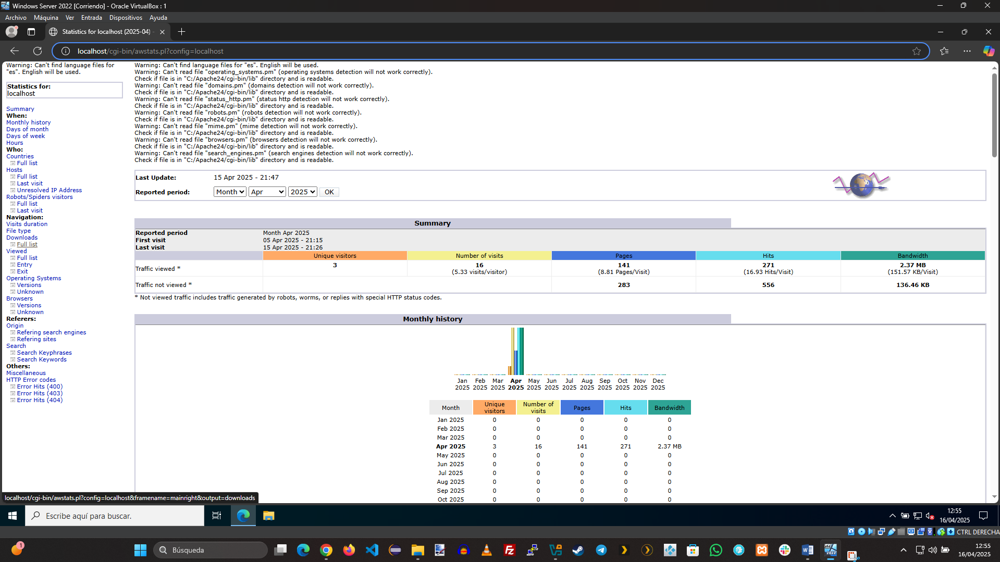 Windows Server 2022 [Corriendo] - Oracle VirtualBox : 1
Archivo Máquina Ver Entrada Dispositivos Ayuda
Statistics for localhost (2025-04) -
localhost/cgi-bin/awstats.pl?config=localhost
Warning: Can't find language files for
"es". English will be used.
Statistics for:
localhost
Summary
When:
Monthly history
Days of month
Days of week
Hours
Who:
Countries
Full list
Hosts
Full list
Last visit
Unresolved IP Address
Robots/Spiders visitors
Full list
Last visit
Navigation:
Visits duration
File type
Downloads
Full list
Viewed
Full list
Entry
Exit
Operating Systems
Versions
Unknown
Browsers
Versions
Unknown
Referers:
Origin
Refering search engines
Refering sites
Search
Search Keyphrases
Search Keywords
Others:
Miscellaneous
HTTP Error codes
Error Hits (400)
Error Hits (403)
Error Hits (404)
Warning: Can't find language files for "es". English will be used.
Warning: Can't read file "operating_systems.pm" (operating systems detection will not work correctly).
Check if file is in "C:/Apache24/cgi-bin/lib" directory and is readable.
Warning: Can't read file "domains.pm" (domains detection will not work correctly).
Check if file is in "C:/Apache24/cgi-bin/lib" directory and is readable.
Warning: Can't read file "status_http.pm" (status http detection will not work correctly).
Check if file is in "C:/Apache24/cgi-bin/lib" directory and is readable.
Warning: Can't read file "robots.pm" (robots detection will not work correctly).
Check if file is in "C:/Apache24/cgi-bin/lib" directory and is readable.
Warning: Can't read file "mime.pm" (mime detection will not work correctly).
Check if file is in "C:/Apache24/cgi-bin/lib" directory and is readable.
Warning: Can't read file "browsers.pm" (browsers detection will not work correctly).
Check if file is in "C:/Apache24/cgi-bin/lib" directory and is readable.
Warning: Can't read file "search_engines.pm" (search engines detection will not work correctly).
Check if file is in "C:/Apache24/cgi-bin/lib" directory and is readable.
Last Update: 15 Apr 2025 - 21:47
Reported period: Month Apr 2025 OK
Summary
Reported period Month Apr 2025
First visit 05 Apr 2025 - 21:15
Last visit 15 Apr 2025 - 21:26
Unique visitors Number of visits Pages Hits Bandwidth
Traffic viewed * 3 16 141 271 2.37 MB
(5.33 visits/visitor) (8.81 Pages/Visit) (16.93 Hits/Visit) (151.57 KB/Visit)
Traffic not viewed * 283 556 136.46 KB
* Not viewed traffic includes traffic generated by robots, worms, or replies with special HTTP status codes.
Monthly history
Jan Feb Mar Apr May Jun Jul Aug Sep Oct Nov Dec
2025 2025 2025 2025 2025 2025 2025 2025 2025 2025 2025 2025
Month Unique visitors Number of visits Pages Hits Bandwidth
Jan 2025 0 0 0 0 0
Feb 2025 0 0 0 0 0
Mar 2025 0 0 0 0 0
Apr 2025 3 16 141 271 2.37 MB
May 2025 0 0 0 0 0
Jun 2025 0 0 0 0 0
Jul 2025 0 0 0 0 0
Aug 2025 0 0 0 0 0
Sep 2025 0 0 0 0 0
Oct 2025 0 0 0 0 0
localhost/cgi-bin/awstats.pl?config=localhost&framename=mainright&output=downloads
Escribe aquí para buscar.
12:55
16/04/2025
CTRL DERECHA
1
Búsqueda
12:55
16/04/2025